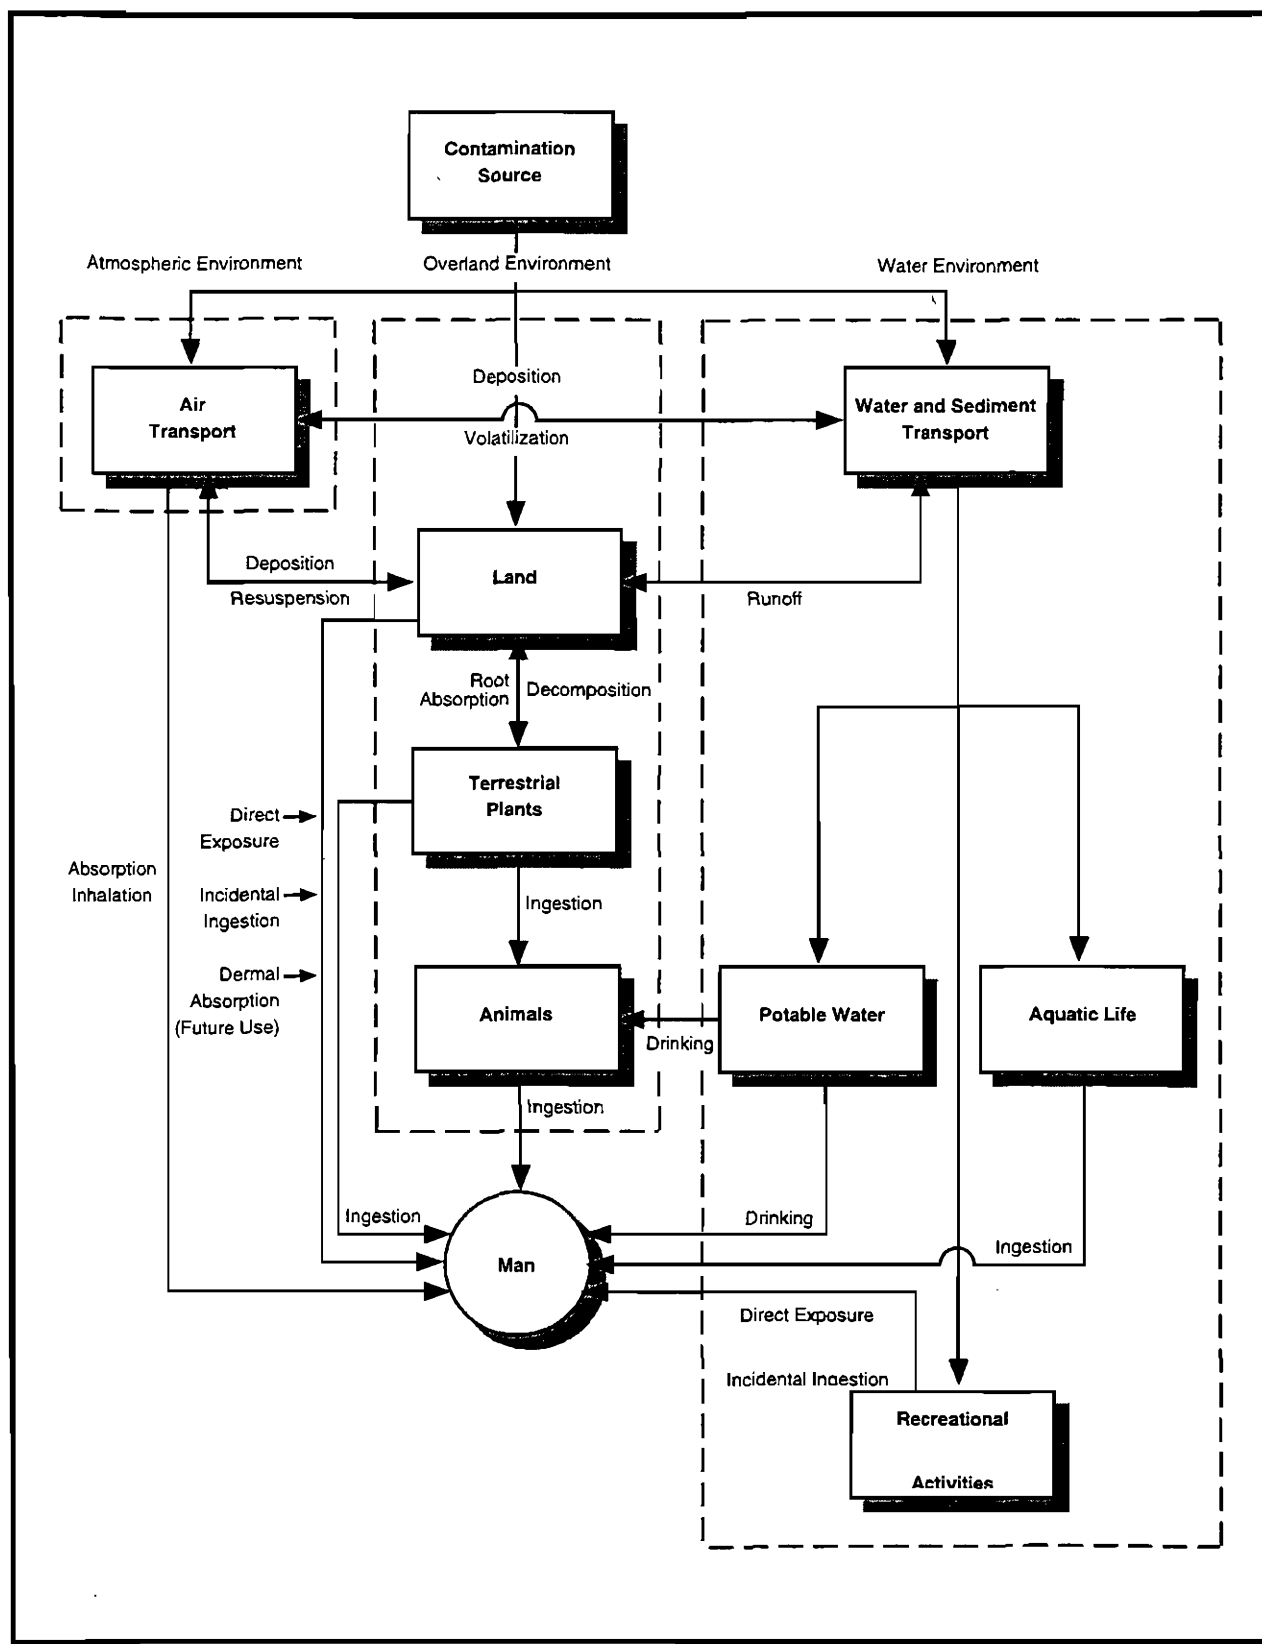 Contamination
Source
Atmospheric Environment
Overland Environment
Water Environment
Deposition
Air
Transport
Volatilization
Water and Sediment
Transport
Deposition
Resuspension
Land
Runoff
Root
Absorption
Decomposition
Terrestrial
Plants
Direct
Exposure
Absorption
Inhalation
Incidental
Ingestion
Ingestion
Dermal
Absorption
(Future Use)
Animals
Drinking
Potable Water
Aquatic Life
Ingestion
Ingestion
Drinking
Ingestion
Man
Direct Exposure
Incidental Ingestion
Recreational
Activities